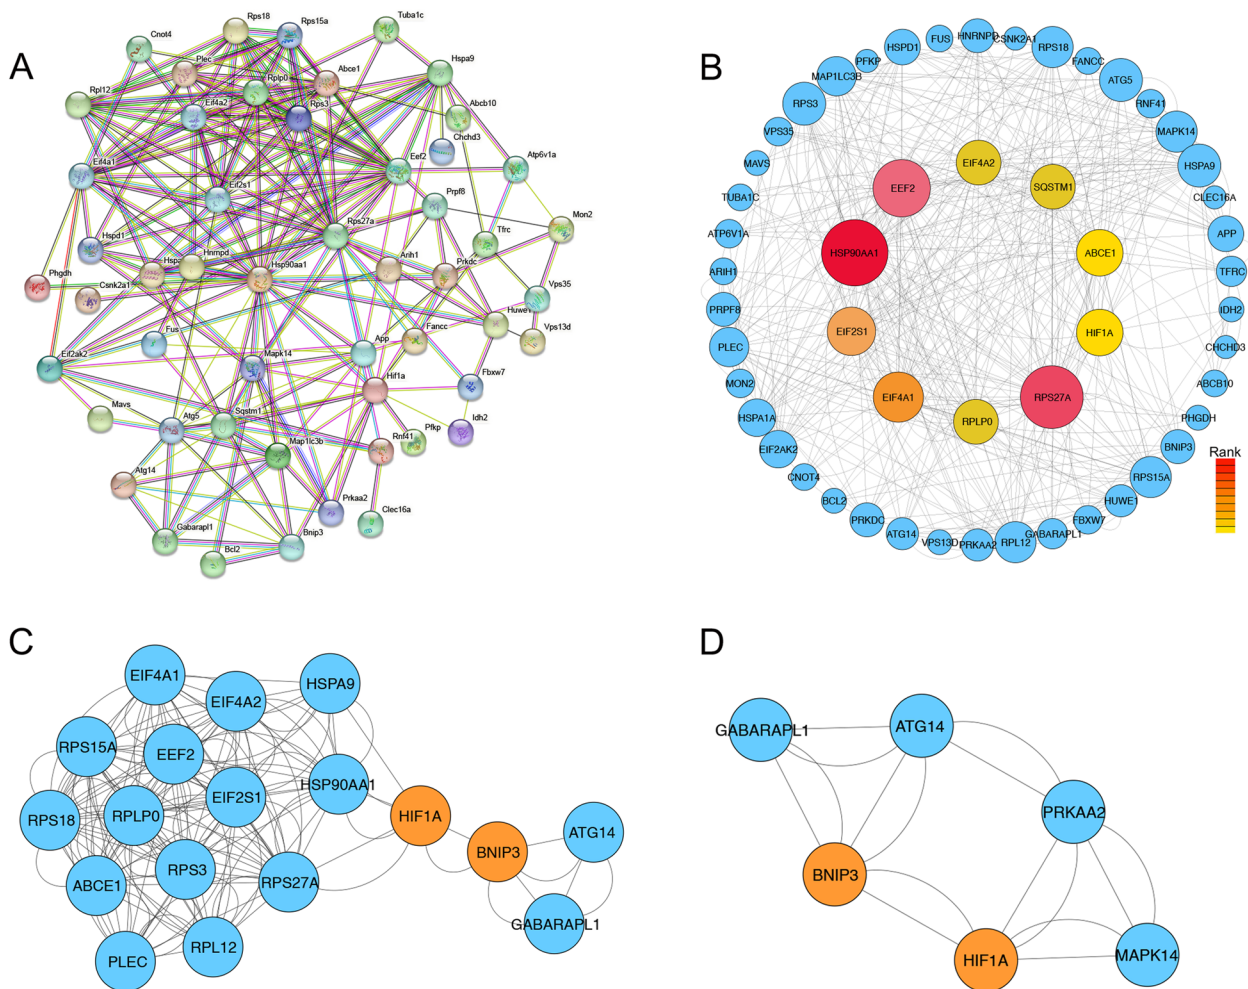 A
Cnot4
Rps18
Rps15a
Tuba1c
Plec
Abce1
Hspa9
Rpl12
Rplp0
Eif4a2
Rps3
Abcb10
Chchd3
Eif4a1
Eef2
Atp6v1a
Eif2s1
Prpf8
Rps27a
Mon2
Hspd1
Tfrc
Hnrnpd
Arih1
Phgdh
Hsp90aa1
Prkdc
Csnk2a1
Vps35
Fus
App
Fancc
Huwe1
Vps13d
Eif2ak2
Mapk14
Hif1a
Fbxw7
Mavs
Atg5
Sqstm1
Pfkp
Idh2
Map1lc3b
Rnf41
Atg14
Prkaa2
Clec16a
Gabarapl1
Bnip3
Bcl2
B
FUS
HNRNPD
CSNK2A1
HSPD1
RPS18
PFKP
FANCC
MAP1LC3B
ATG5
RPS3
RNF41
VPS35
MAPK14
MAVS
HSPA9
TUBA1C
CLEC16A
ATP6V1A
APP
ARIH1
TFRC
PRPF8
IDH2
PLEC
CHCHD3
MON2
ABCB10
HSPA1A
PHGDH
EIF2AK2
BNIP3
CNOT4
RPS15A
BCL2
HUWE1
PRKDC
FBXW7
ATG14
VPS13D
PRKAA2
RPL12
GABARAPL1
EIF4A2
EEF2
SQSTM1
HSP90AA1
ABCE1
EIF2S1
HIF1A
EIF4A1
RPS27A
RPLP0
Rank
C
EIF4A1
EIF4A2
HSPA9
RPS15A
EEF2
HSP90AA1
EIF2S1
RPS18
RPLP0
HIF1A
ATG14
BNIP3
ABCE1
RPS3
RPS27A
GABARAPL1
PLEC
RPL12
D
GABARAPL1
ATG14
PRKAA2
BNIP3
HIF1A
MAPK14